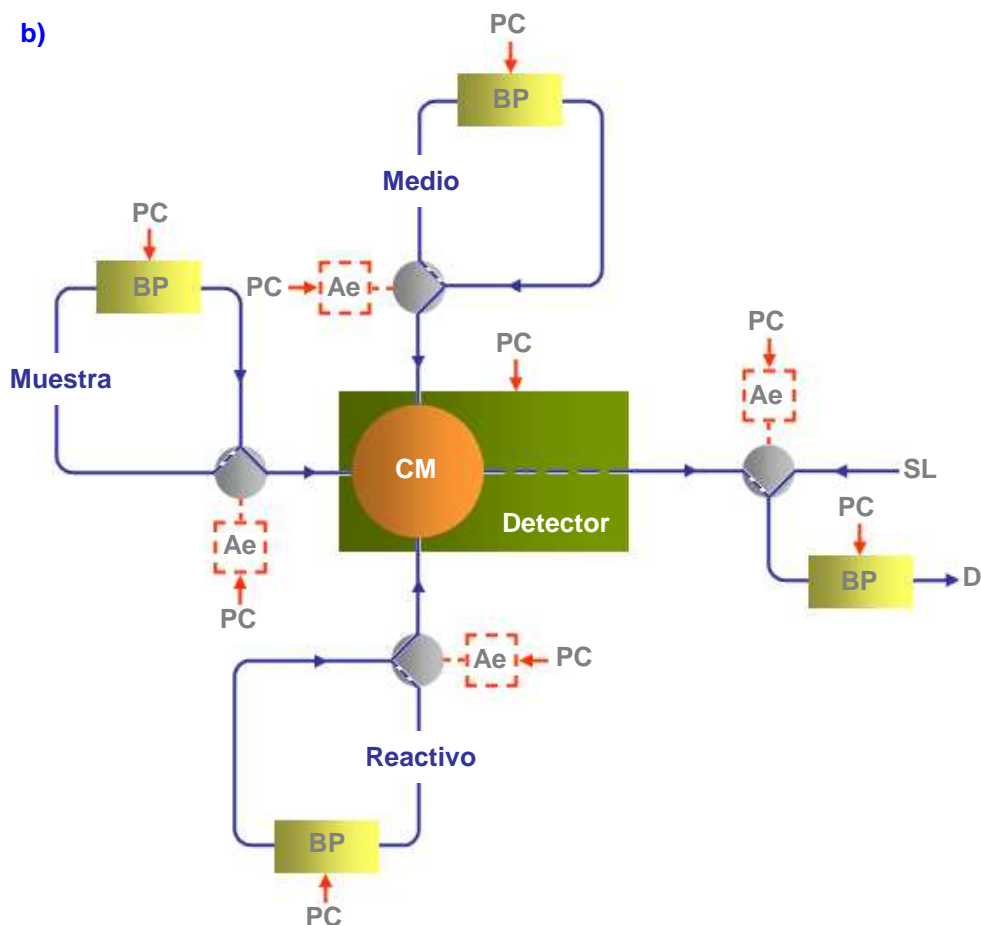 b)
PC
BP
Medio
PC
BP
PC
Ae
PC
PC
Ae
Muestra
CM
SL
PC
Detector
Ae
BP
D
PC
Ae
PC
Reactivo
BP
PC